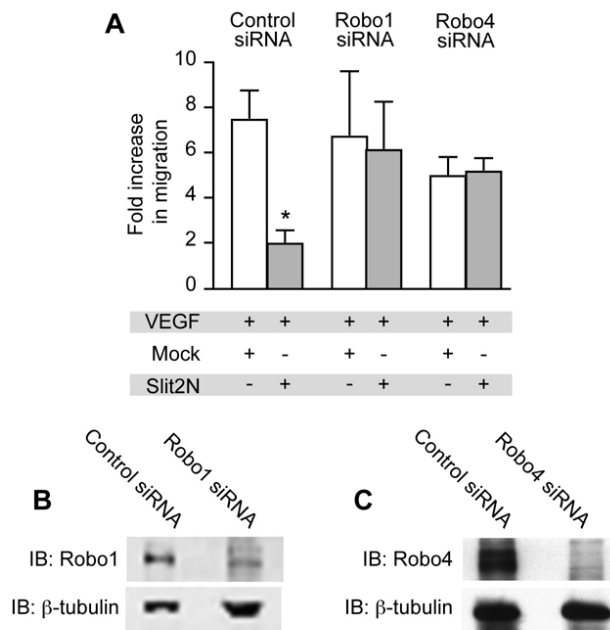 A
Control siRNA Robo1 siRNA Robo4 siRNA
Fold increase in migration
8
6
4
2
0
*
VEGF + + + + + +
Mock + - + - + -
Slit2N - + - + - +
B
Control siRNA Robo1 siRNA
IB: Robo1
IB: β-tubulin
C
Control siRNA Robo4 siRNA
IB: Robo4
IB: β-tubulin